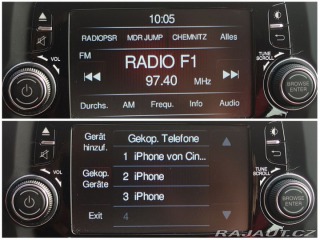 10:05
RADIOPSR MDR JUMP CHEMNITZ Alles
FM
VOL
RADIO F1
TUNE
SCROLL
97.40 MHz
BROWSE
ENTER
Durchs. AM Frequ. Info Audio
Gerät
hinzuf.
Gekop. Telefone
1 iPhone von Cin...
VOL
TUNE
SCROLL
Gekop.
Geräte
2 iPhone
3 iPhone
BROWSE
ENTER
Exit 4
RAJAUT.CZ